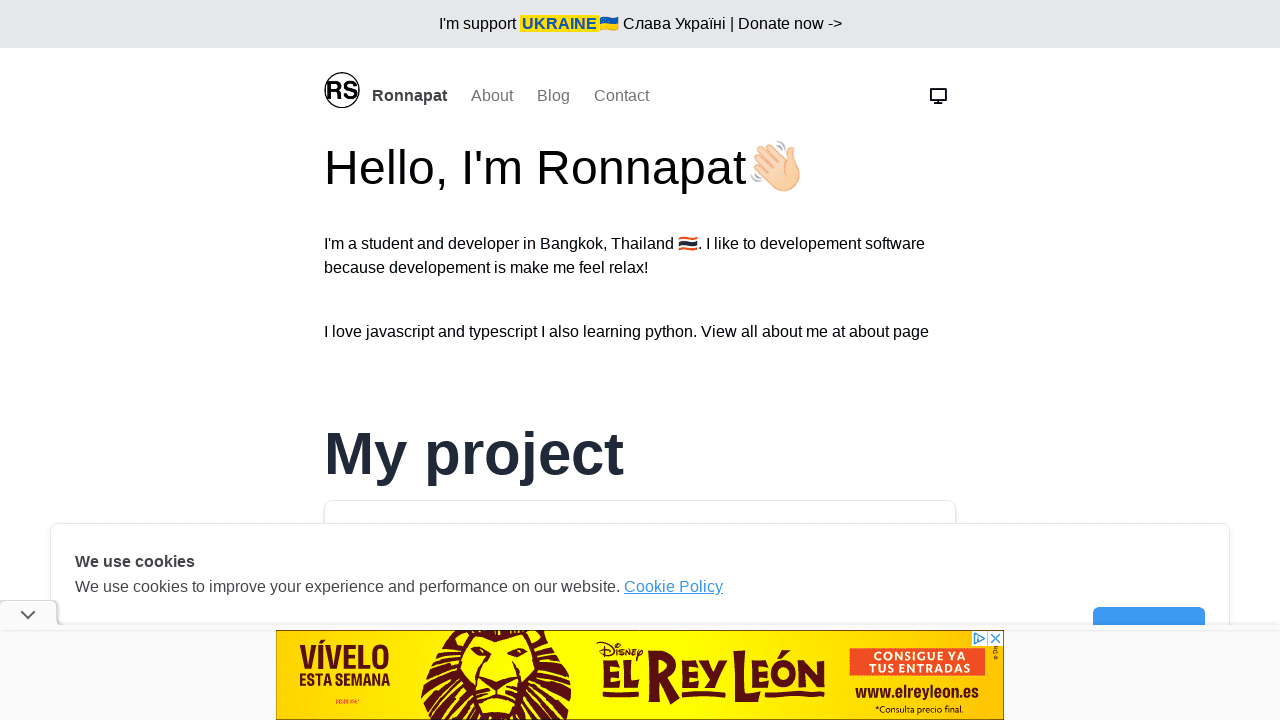 I'm support UKRAINE🇺🇦 Слава Україні | Donate now ->
RS
Ronnapat About Blog Contact
Hello, I'm Ronnapat👋🏻
I'm a student and developer in Bangkok, Thailand 🇹🇭. I like to developement software
because developement is make me feel relax!
I love javascript and typescript I also learning python. View all about me at about page
My project
We use cookies
We use cookies to improve your experience and performance on our website. Cookie Policy
VÍVELO
ESTA SEMANA
DISNEY
EL REY LEÓN
CONSIGUE YA
TUS ENTRADAS
www.elreyleon.es
*Consulta precio final.